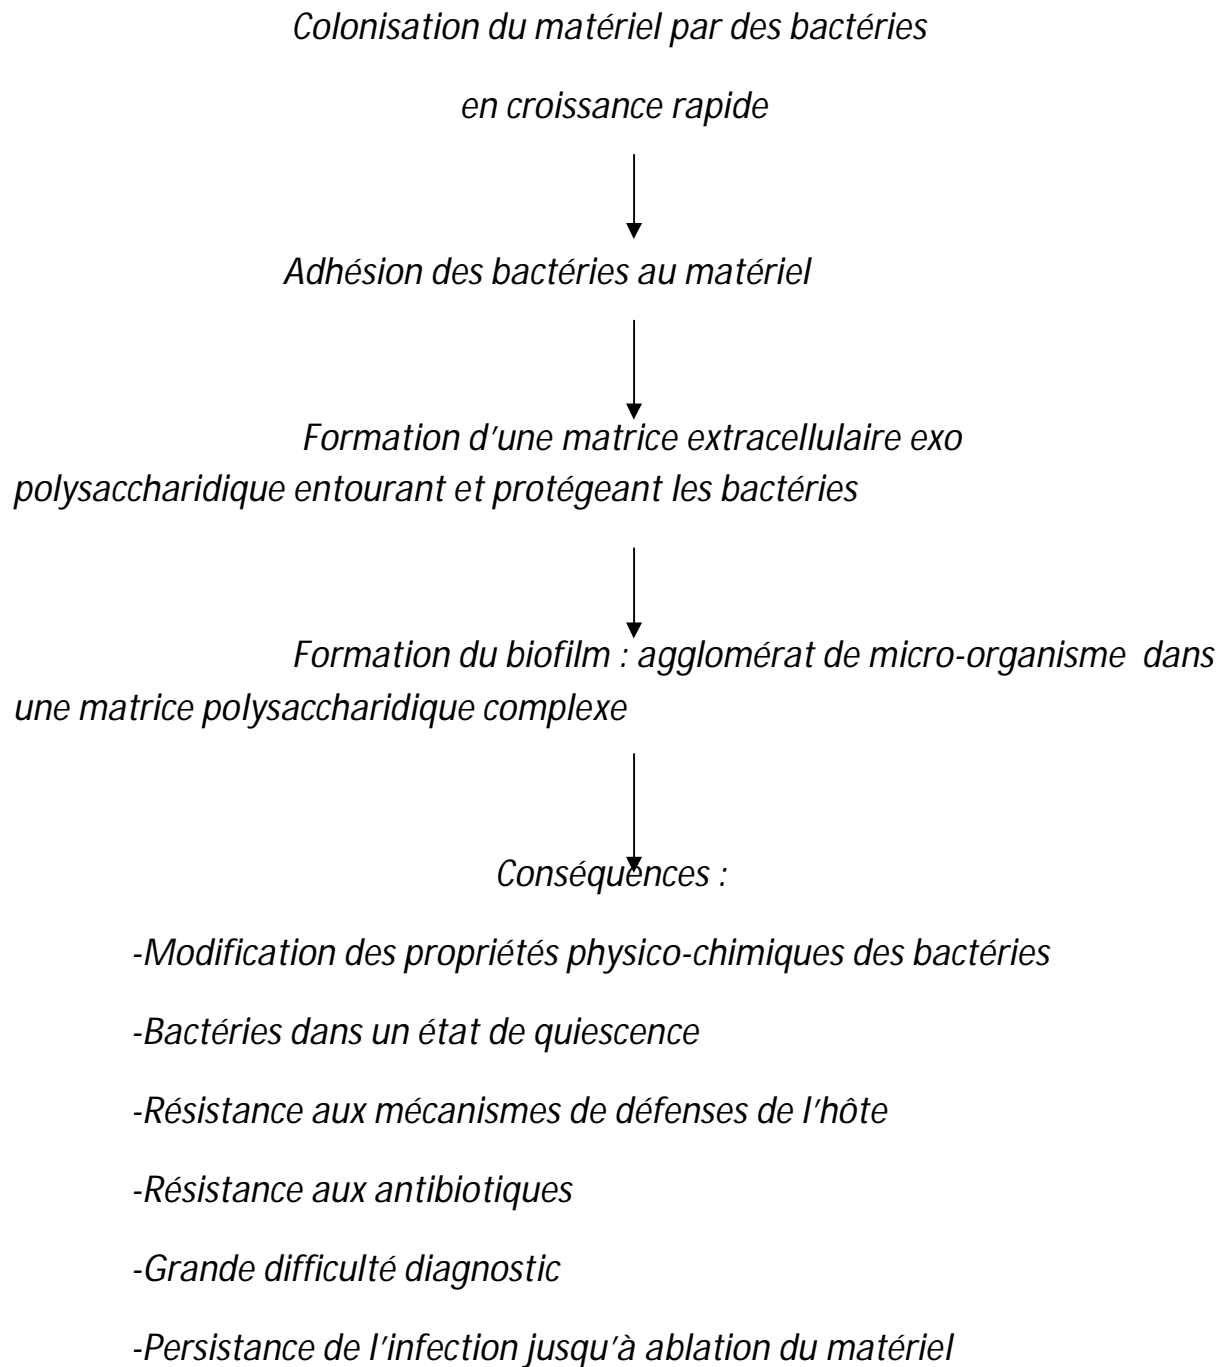 Colonisation du matériel par des bactéries
en croissance rapide
Adhésion des bactéries au matériel
Formation d’une matrice extracellulaire exo
polysaccharidique entourant et protégeant les bactéries
Formation du biofilm : agglomérat de micro-organisme dans
une matrice polysaccharidique complexe
Conséquences :
-Modification des propriétés physico-chimiques des bactéries
-Bactéries dans un état de quiescence
-Résistance aux mécanismes de défenses de l’hôte
-Résistance aux antibiotiques
-Grande difficulté diagnostic
-Persistance de l’infection jusqu’à ablation du matériel